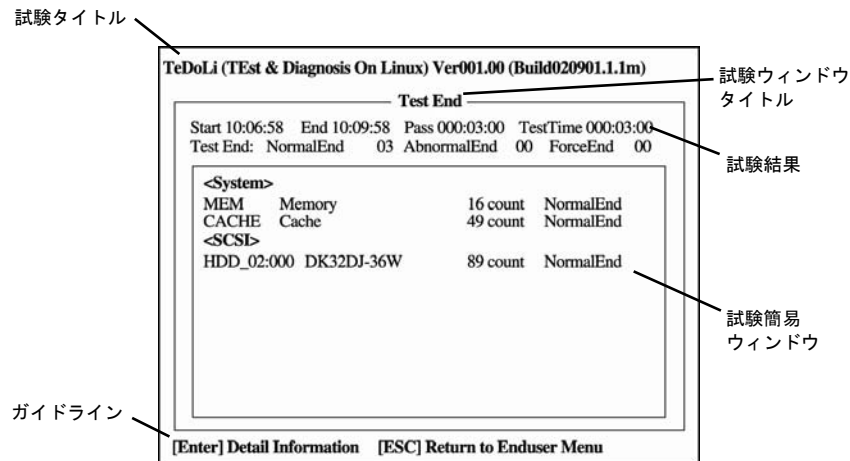 試験タイトル
TeDoLi (TEst & Diagnosis On Linux) Ver001.00 (Build020901.1.1m)
試験ウィンドウ
タイトル
Test End
Start 10:06:58 End 10:09:58 Pass 000:03:00 TestTime 000:03:00
Test End: NormalEnd 03 AbnormalEnd 00 ForceEnd 00
試験結果
<System>
MEM Memory 16 count NormalEnd
CACHE Cache 49 count NormalEnd
<SCSI>
HDD_02:000 DK32DJ-36W 89 count NormalEnd
試験簡易
ウィンドウ
ガイドライン
[Enter] Detail Information [ESC] Return to Enduser Menu